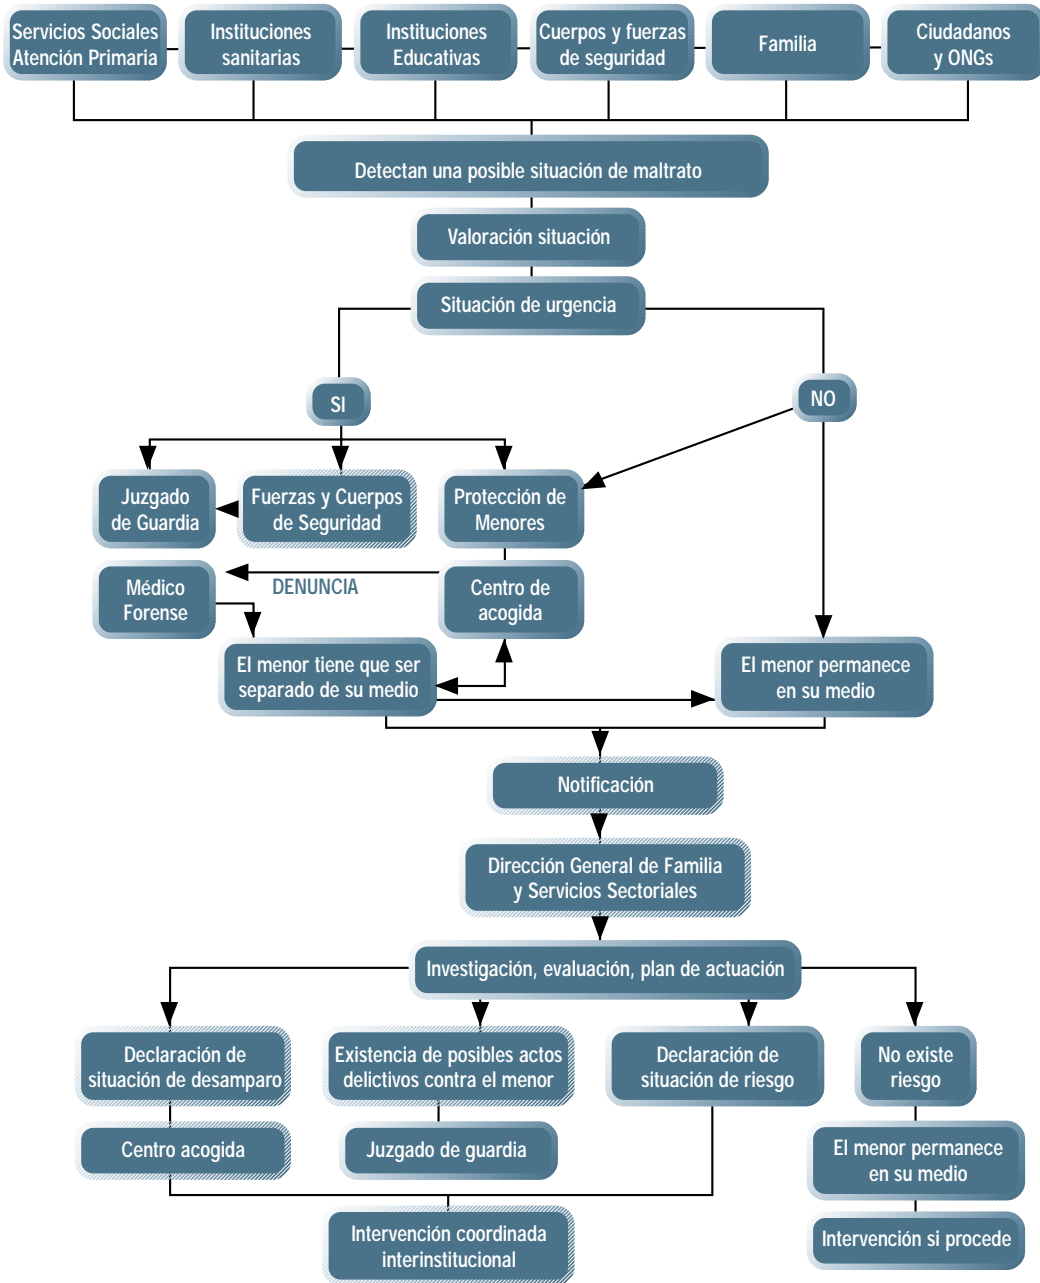 Servicios Sociales
Atención Primaria
Instituciones
sanitarias
Instituciones
Educativas
Cuerpos y fuerzas
de seguridad
Familia
Ciudadanos
y ONGs
Detectan una posible situación de maltrato
Valoración situación
Situación de urgencia
SI
NO
Juzgado
de Guardia
Fuerzas y Cuerpos
de Seguridad
Protección de
Menores
Médico
Forense
DENUNCIA
Centro de
acogida
El menor tiene que ser
separado de su medio
El menor permanece
en su medio
Notificación
Dirección General de Familia
y Servicios Sectoriales
Investigación, evaluación, plan de actuación
Declaración de
situación de desamparo
Existencia de posibles actos
delictivos contra el menor
Declaración de
situación de riesgo
No existe
riesgo
Centro acogida
Juzgado de guardia
El menor permanece
en su medio
Intervención coordinada
interinstitucional
Intervención si procede